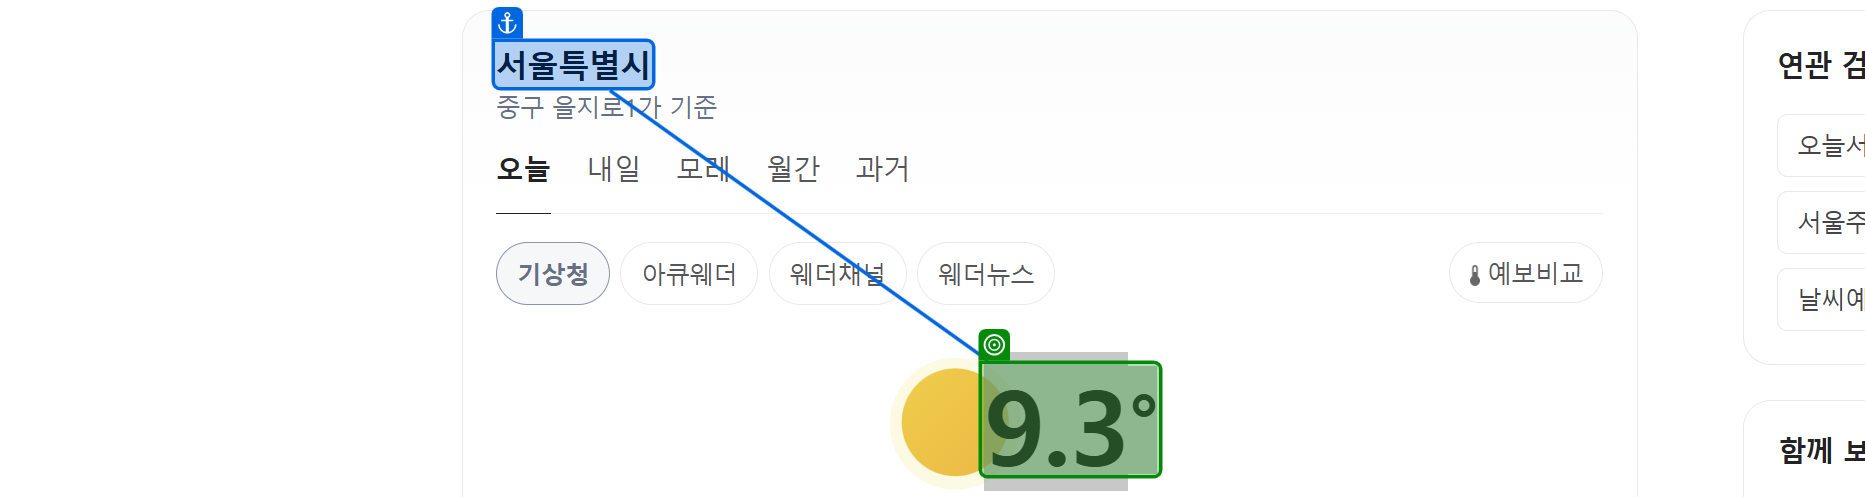 서울특별시
중구 을지로1가 기준
오늘 내일 모레 월간 과거
기상청 아큐웨더 웨더채널 웨더뉴스 예보비교
9.3°
연관
오늘서
서울주
날씨예
함께